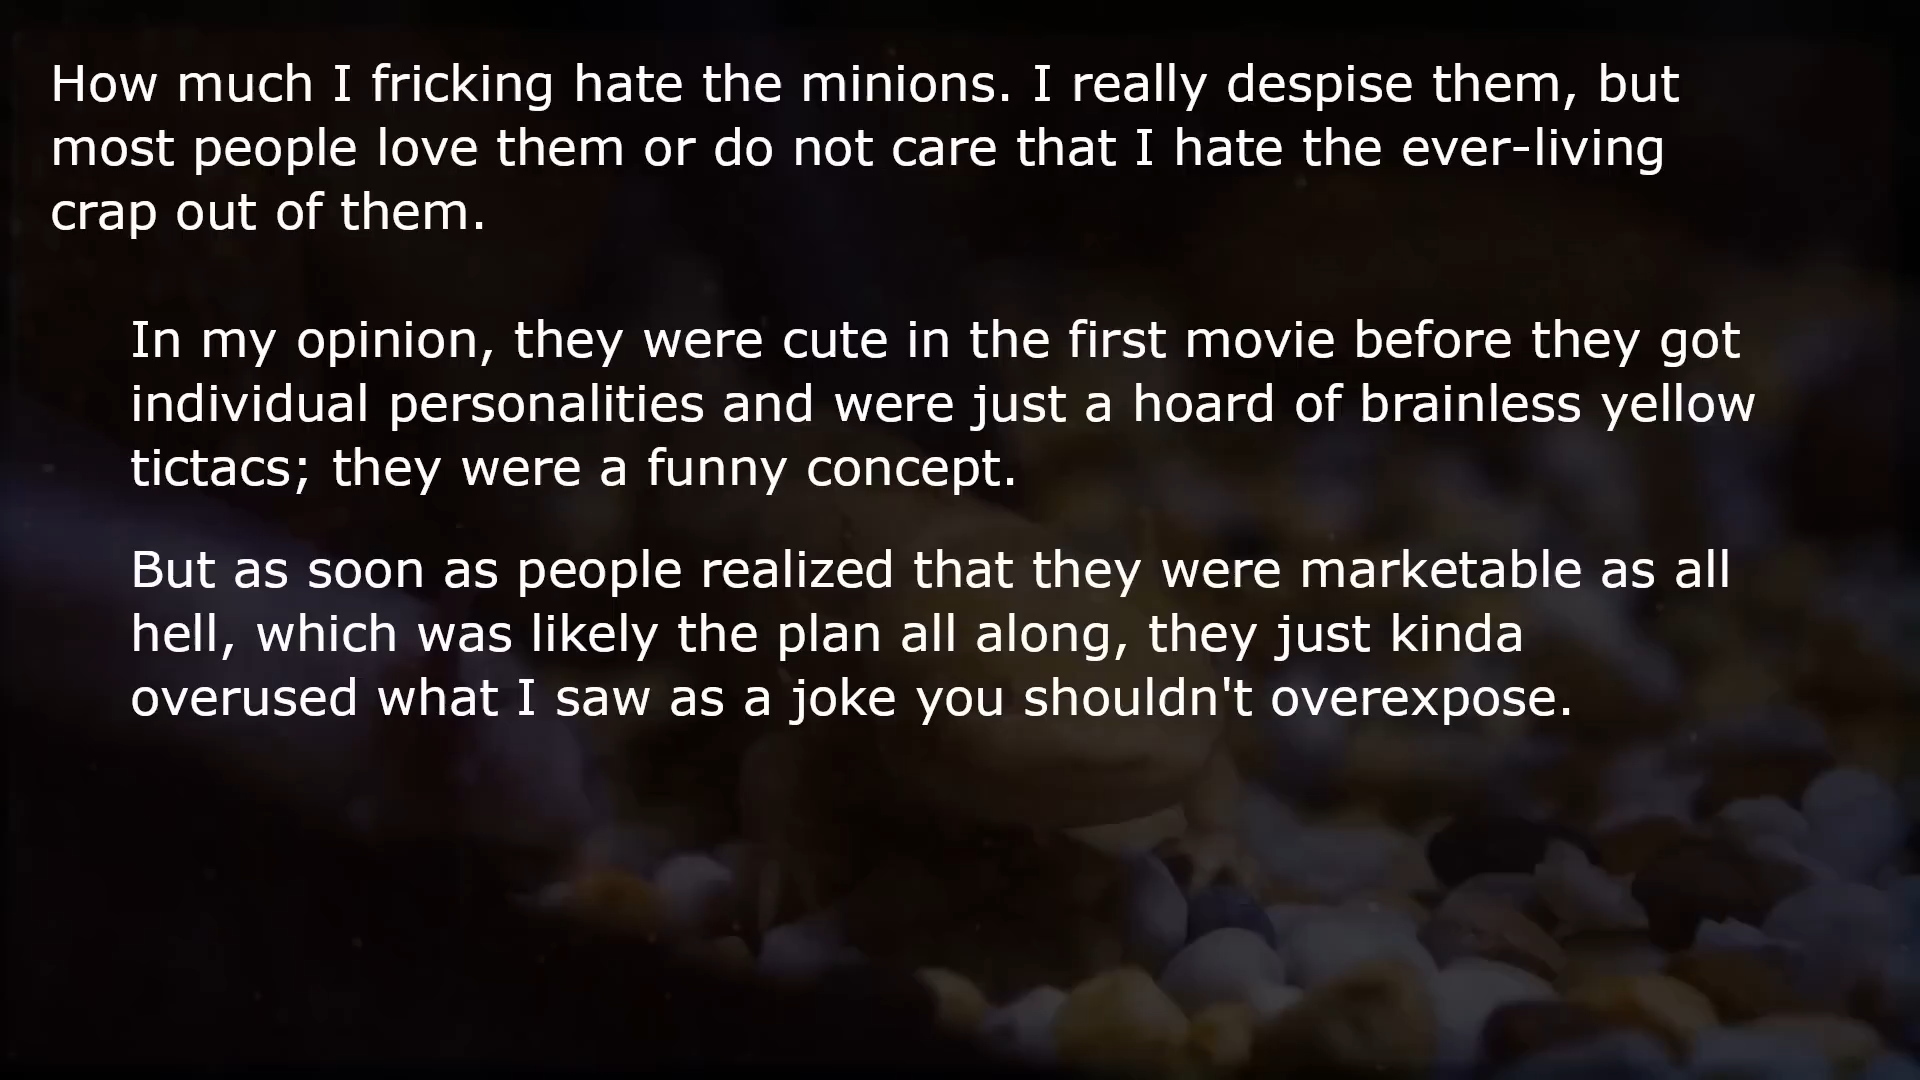 How much I fricking hate the minions. I really despise them, but
most people love them or do not care that I hate the ever-living
crap out of them.
In my opinion, they were cute in the first movie before they got
individual personalities and were just a hoard of brainless yellow
tictacs; they were a funny concept.
But as soon as people realized that they were marketable as all
hell, which was likely the plan all along, they just kinda
overused what I saw as a joke you shouldn't overexpose.